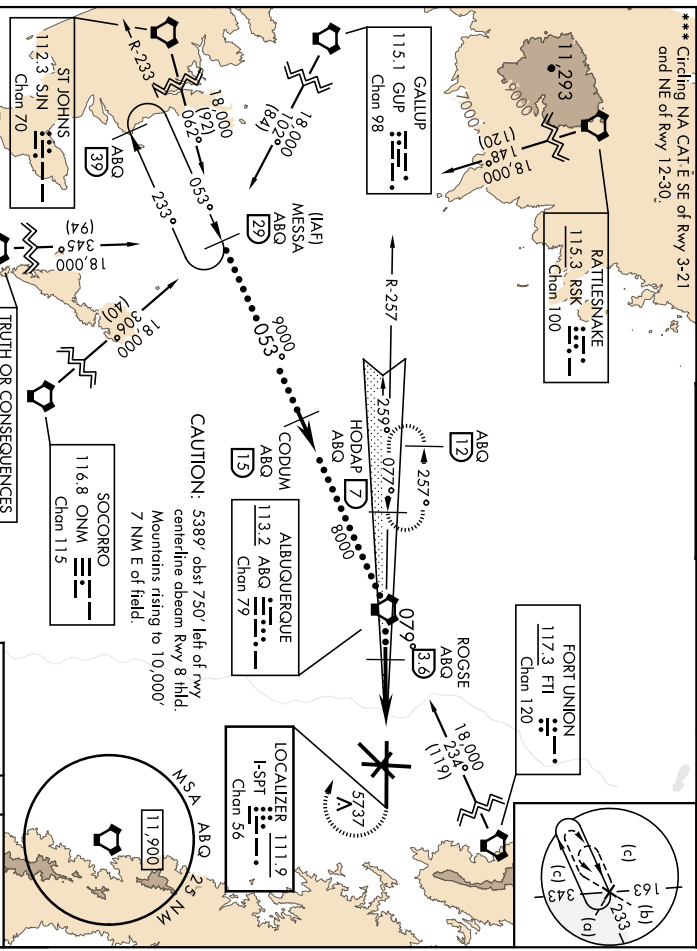 *** Circling NA CAT E SE of Rwy 3-21
and NE of Rwy 12-30.
11,293
9000
7000
18,000
148°
(120)
RATTLESNAKE
115.3 RSK
Chan 100
GALLUP
115.1 GUP
Chan 98
18,000
102°
(84)
ST JOHNS
112.3 SJN
Chan 70
R-233
18,000
062°
(92)
ABQ
39
053°
233°
(IAF)
MESSA
ABQ
29
18,000
345°
(94)
TRUTH OR CONSEQUENCES
18,000
306°
(40)
SOCORRO
116.8 ONM
Chan 115
9000
053°
CODUM
ABQ
15
8000
R-257
259°
077°
257°
HODAP
ABQ
7
ABQ
12
ALBUQUERQUE
113.2 ABQ
Chan 79
CAUTION: 5389' obst 750' left of rwy
centerline abeam Rwy 8 thld.
Mountains rising to 10,000'
7 NM E of field.
079°
ROGSE
ABQ
3.6
FORT UNION
117.3 FTI
Chan 120
18,000
234°
(119)
5737
LOCALIZER 111.9
I-SPT
Chan 56
MSA ABQ 25 NM
11,900
(c)
163
(b)
233
(a)
343
(c)